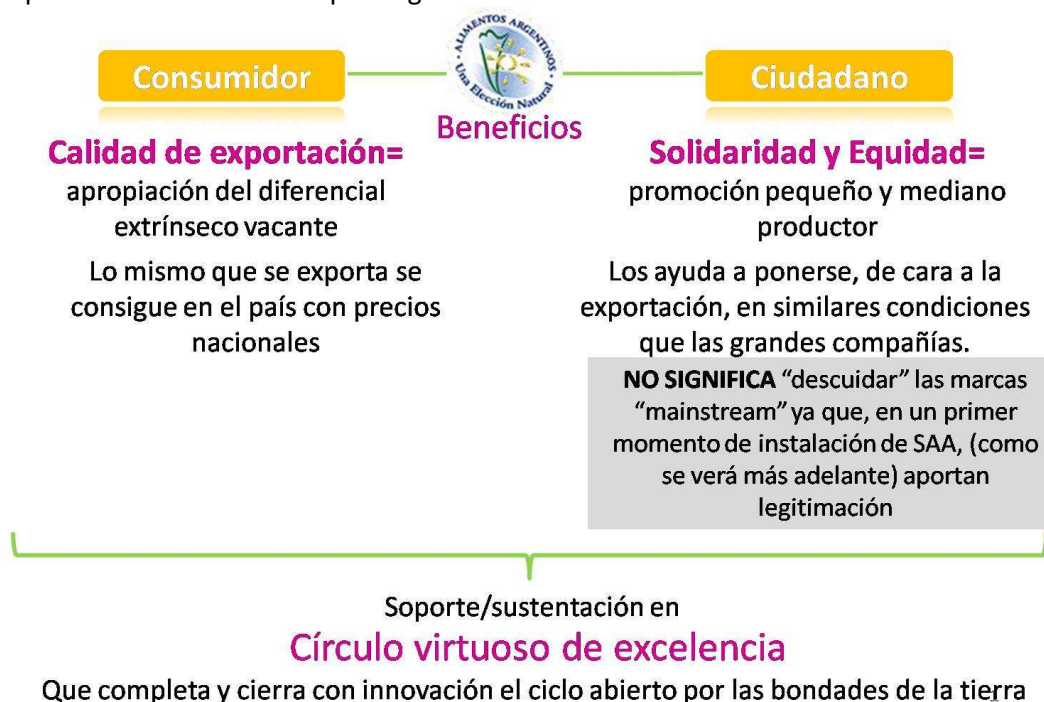 ALIMENTOS ARGENTINOS
Una Elección Natural
Consumidor
Ciudadano
Beneficios
Calidad de exportación=
apropiación del diferencial
extrínseco vacante
Lo mismo que se exporta se
consigue en el país con precios
nacionales
Solidaridad y Equidad=
promoción pequeño y mediano
productor
Los ayuda a ponerse, de cara a la
exportación, en similares condiciones
que las grandes compañías.
NO SIGNIFICA “descuidar” las marcas
“mainstream” ya que, en un primer
momento de instalación de SAA, (como
se verá más adelante) aportan
legitimación
Soporte/sustentación en
Círculo virtuoso de excelencia
Que completa y cierra con innovación el ciclo abierto por las bondades de la tierra